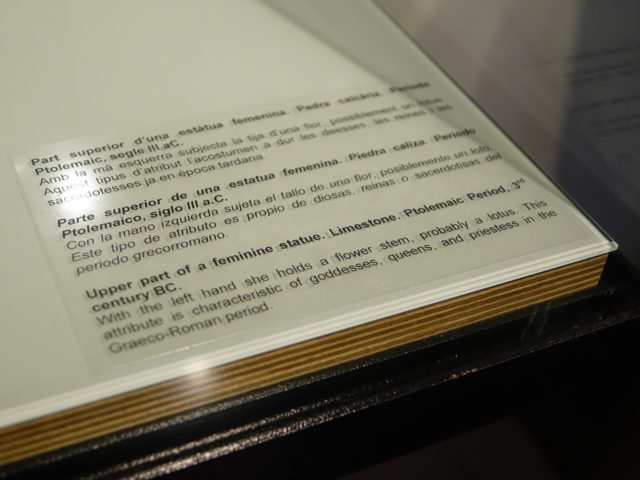 Part superior d'una estàtua femenina. Pedra calcària. Període
Ptolemaic, segle III aC.
Amb la mà esquerra subjecta la tija d'una flor, possiblement un lotus.
Aquest tipus d'atribut l'acostumen a dur les deesses, les reines i les
sacerdotesses ja en època tardana.
Parte superior de una estatua femenina. Piedra caliza. Periodo
Ptolemaico, siglo III a.C.
Con la mano izquierda sujeta el tallo de una flor, posiblemente un loto.
Este tipo de atributo es propio de diosas, reinas o sacerdotisas del
periodo grecorromano.
Upper part of a feminine statue. Limestone. Ptolemaic Period, 3rd
century BC.
With the left hand she holds a flower stem, probably a lotus. This
attribute is characteristic of goddesses, queens, and priestess in the
Graeco-Roman period.